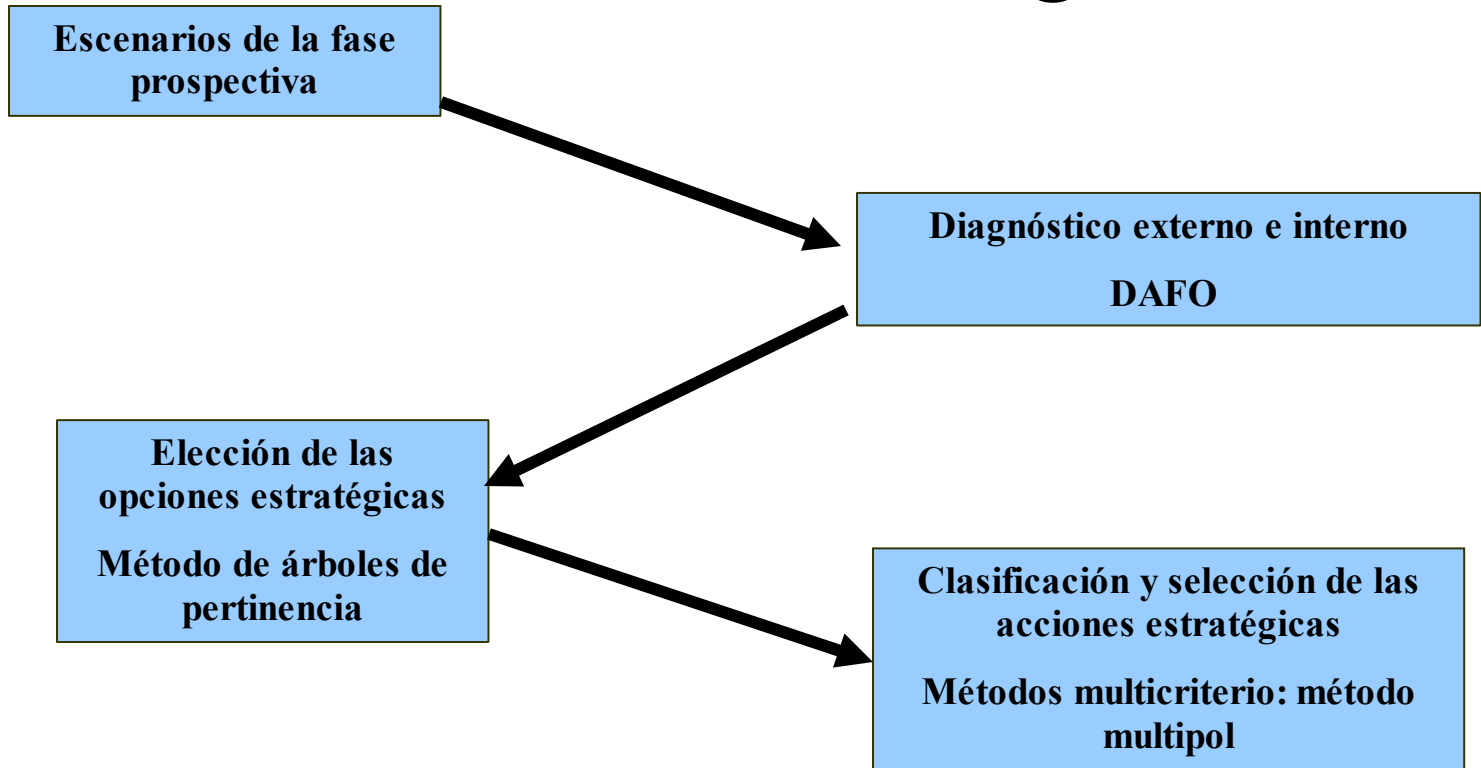 Escenarios de la fase
prospectiva
Diagnóstico externo e interno
DAFO
Elección de las
opciones estratégicas
Método de árboles de
pertinencia
Clasificación y selección de las
acciones estratégicas
Métodos multicriterio: método
multipol